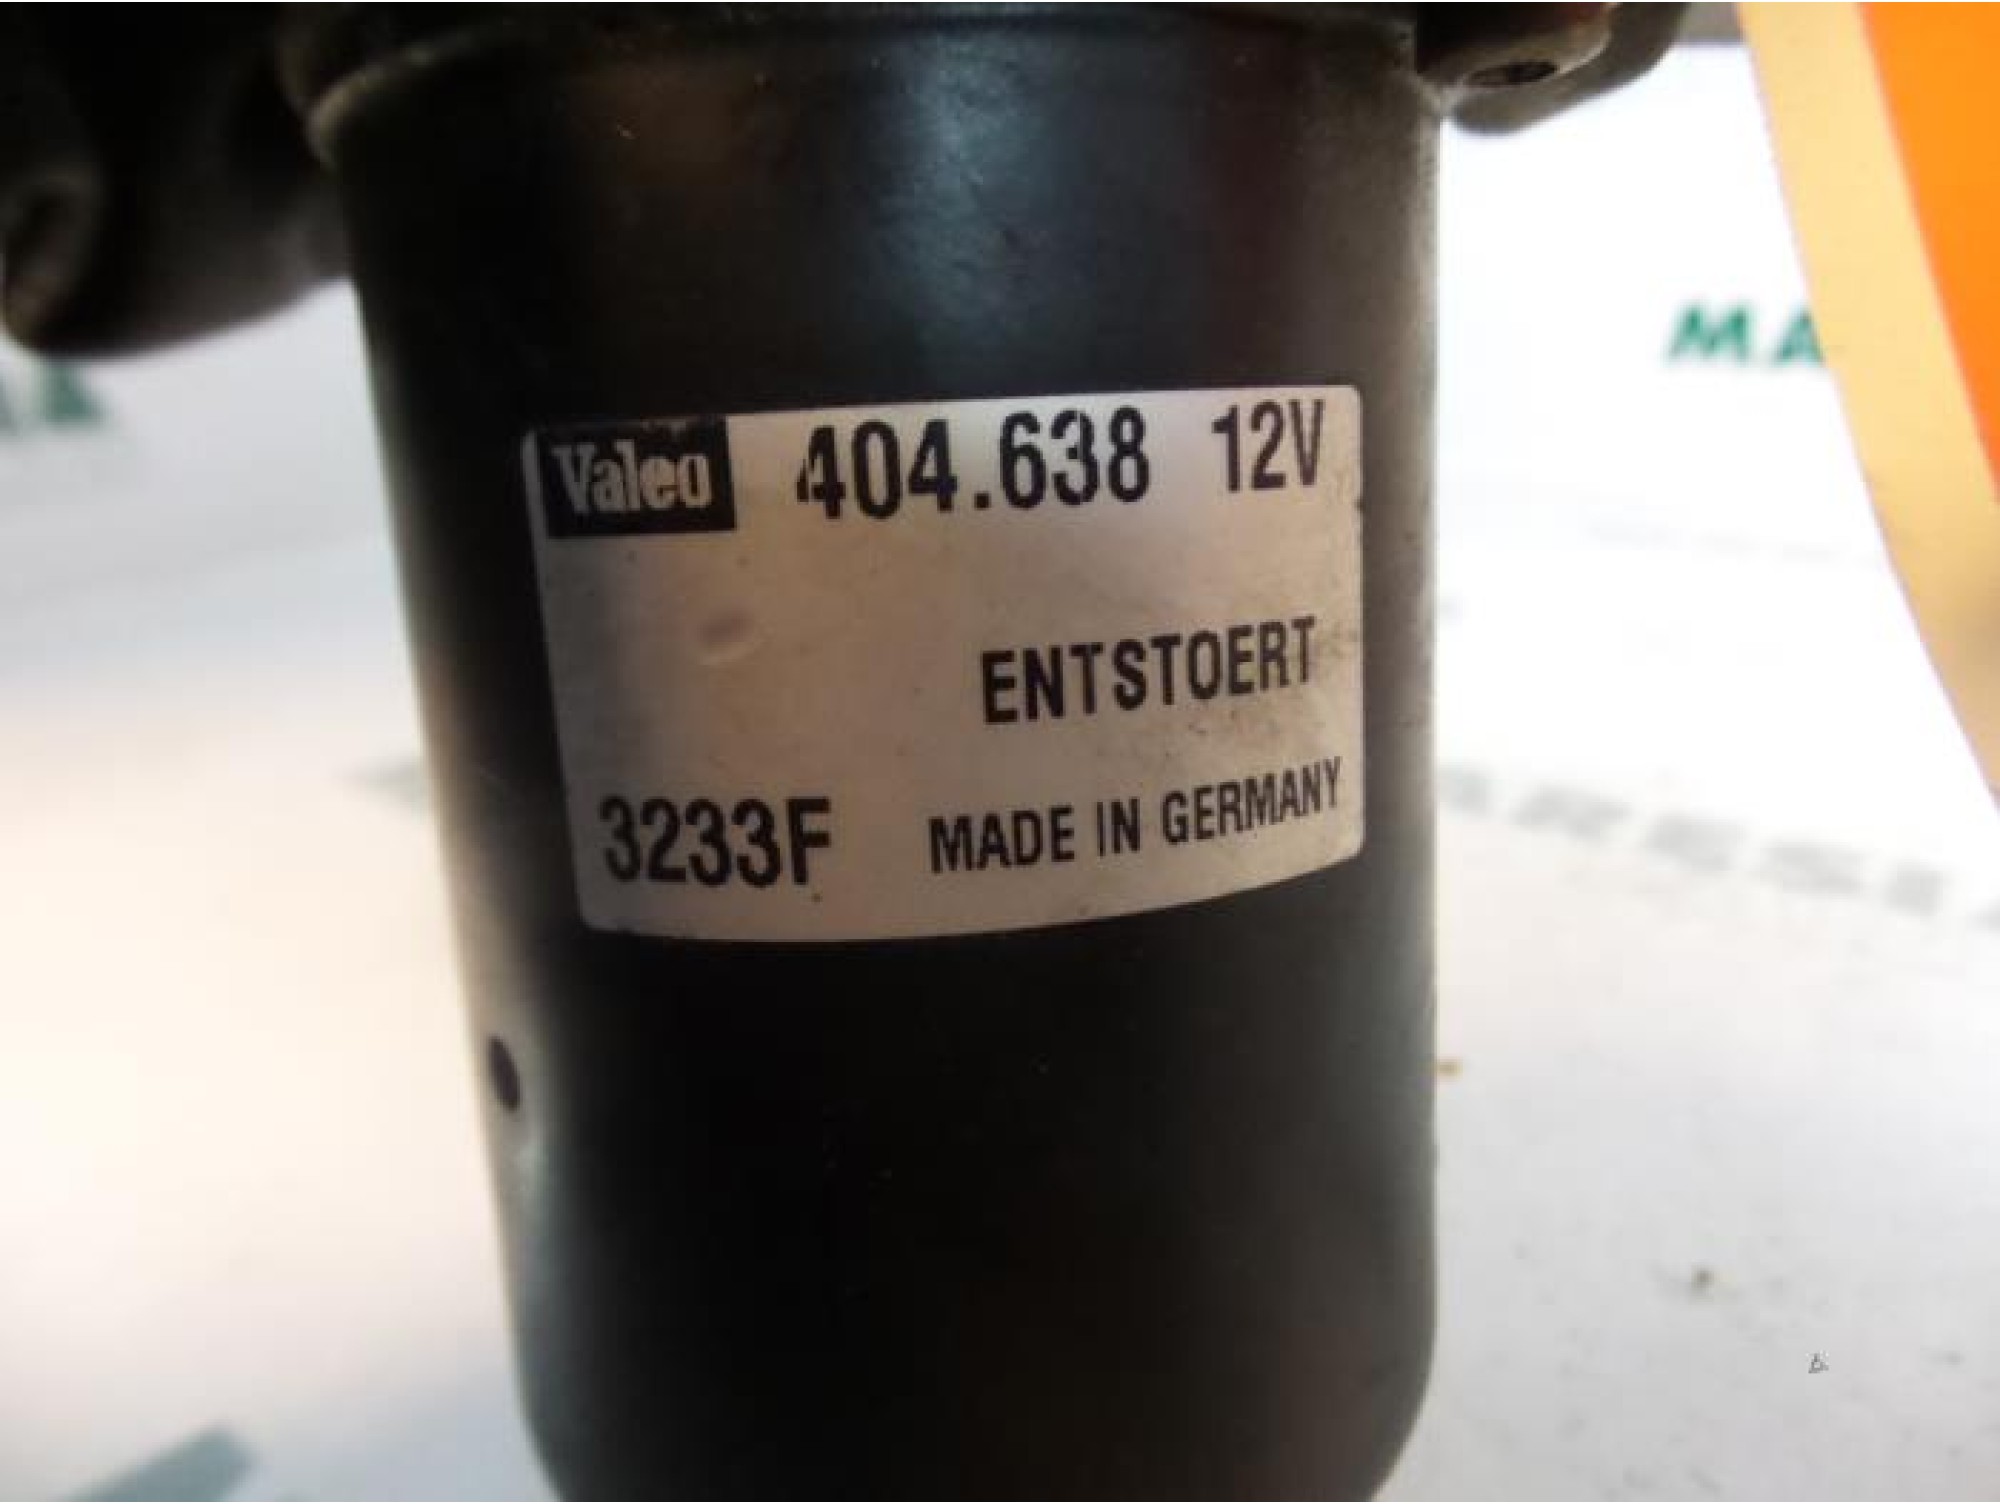 Valeo 404.638 12V
ENTSTOERT
3233F MADE IN GERMANY
M.A